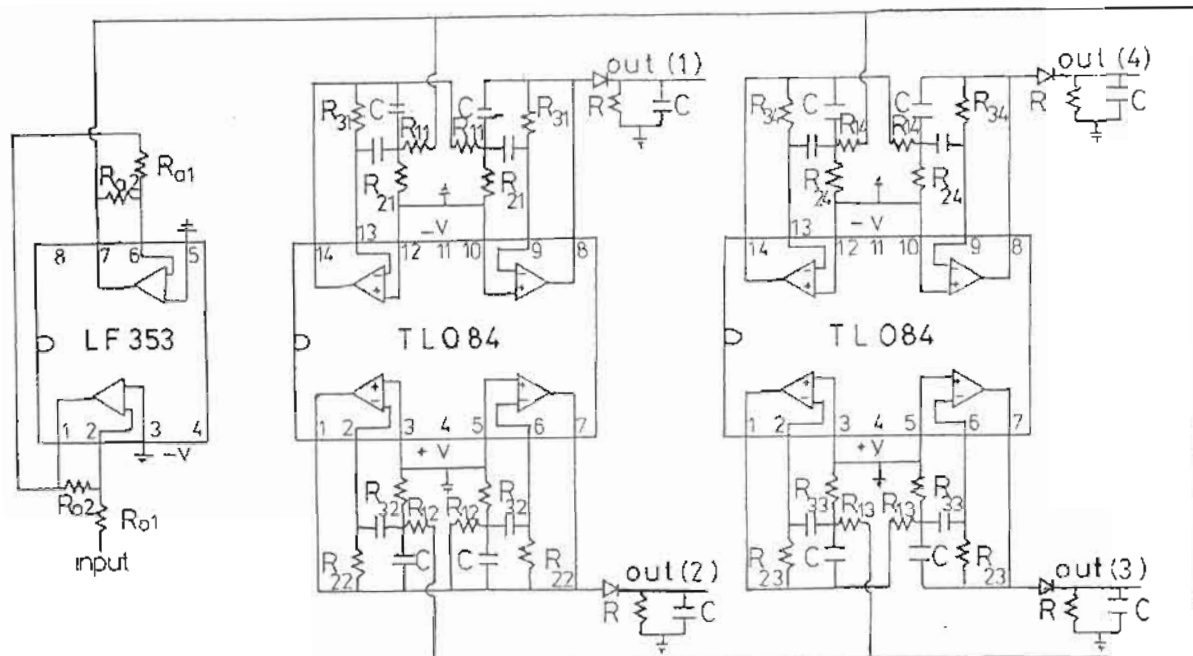 out (1)
out (4)
R31
C
C
R31
R
C
R34
C
C
R34
R
C
R11
R11
R14
R14
Ra1
Ra2
R21
R21
R24
R24
8 7 6 5
14 13 12 11 10 9 8
-V
14 13 12 11 10 9 8
-V
LF353
TL084
TL084
1 2 3 4
-V
1 2 3 4 5 6 7
+V
1 2 3 4 5 6 7
+V
Ra2
Ra1
input
R32
R12
R12
R32
R33
R13
R13
R33
C
C
C
C
R22
R22
R23
R23
out (2)
out (3)
R
C
R
C